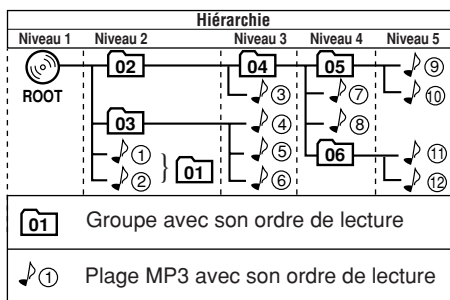 Hiérarchie
Niveau 1 Niveau 2 Niveau 3 Niveau 4 Niveau 5
ROOT 02 04 05 ⑨
③ ⑦ ⑩
03 ④ ⑧
① ⑤ 06 ⑪
② } 01 ⑥ ⑫
01 Groupe avec son ordre de lecture
① Plage MP3 avec son ordre de lecture